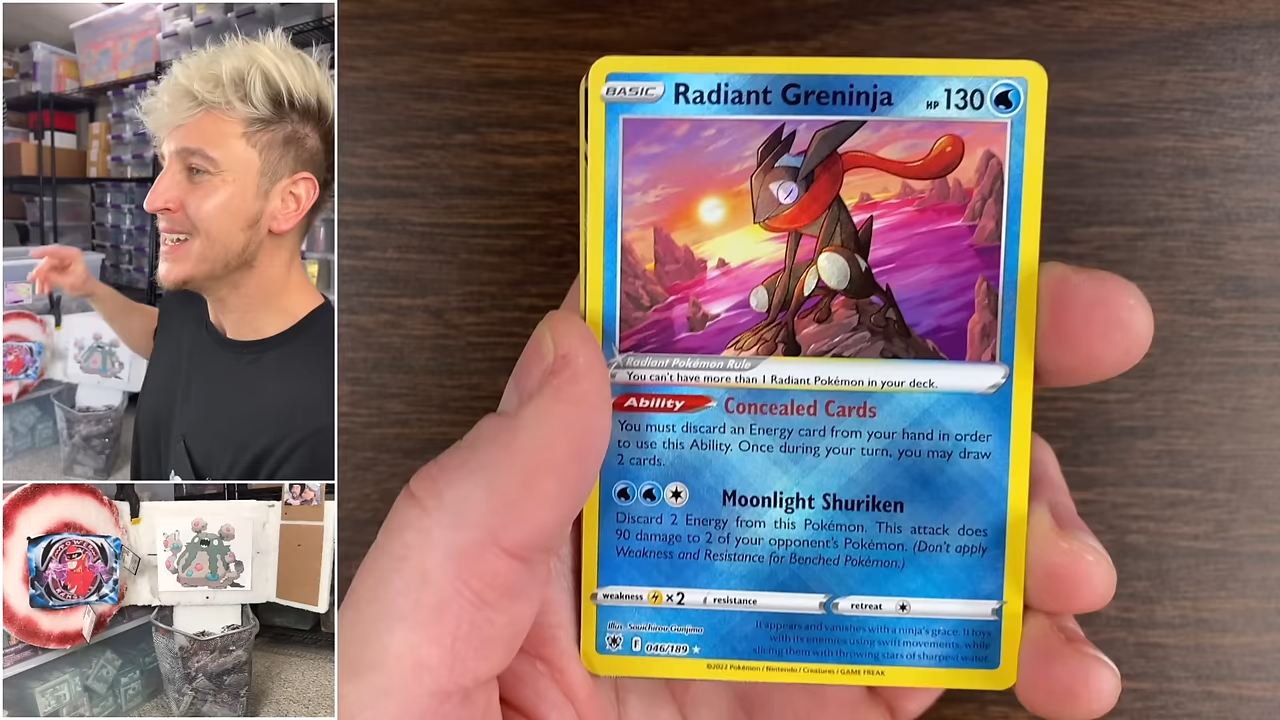 BASIC Radiant Greninja HP 130
Radiant Pokémon Rule
You can't have more than 1 Radiant Pokémon in your deck.
Ability Concealed Cards
You must discard an Energy card from your hand in order
to use this Ability. Once during your turn, you may draw
2 cards.
Moonlight Shuriken
Discard 2 Energy from this Pokémon. This attack does
90 damage to 2 of your opponent's Pokémon. (Don't apply
Weakness and Resistance for Benched Pokémon.)
weakness ×2 resistance retreat
Illus. Souichirou Gunjima
F 046/189
It appears and vanishes with a ninja's grace. It toys
with its enemies using swift movements, while
slicing them with throwing stars of sharpest water.
©2022 Pokémon / Nintendo / Creatures / GAME FREAK